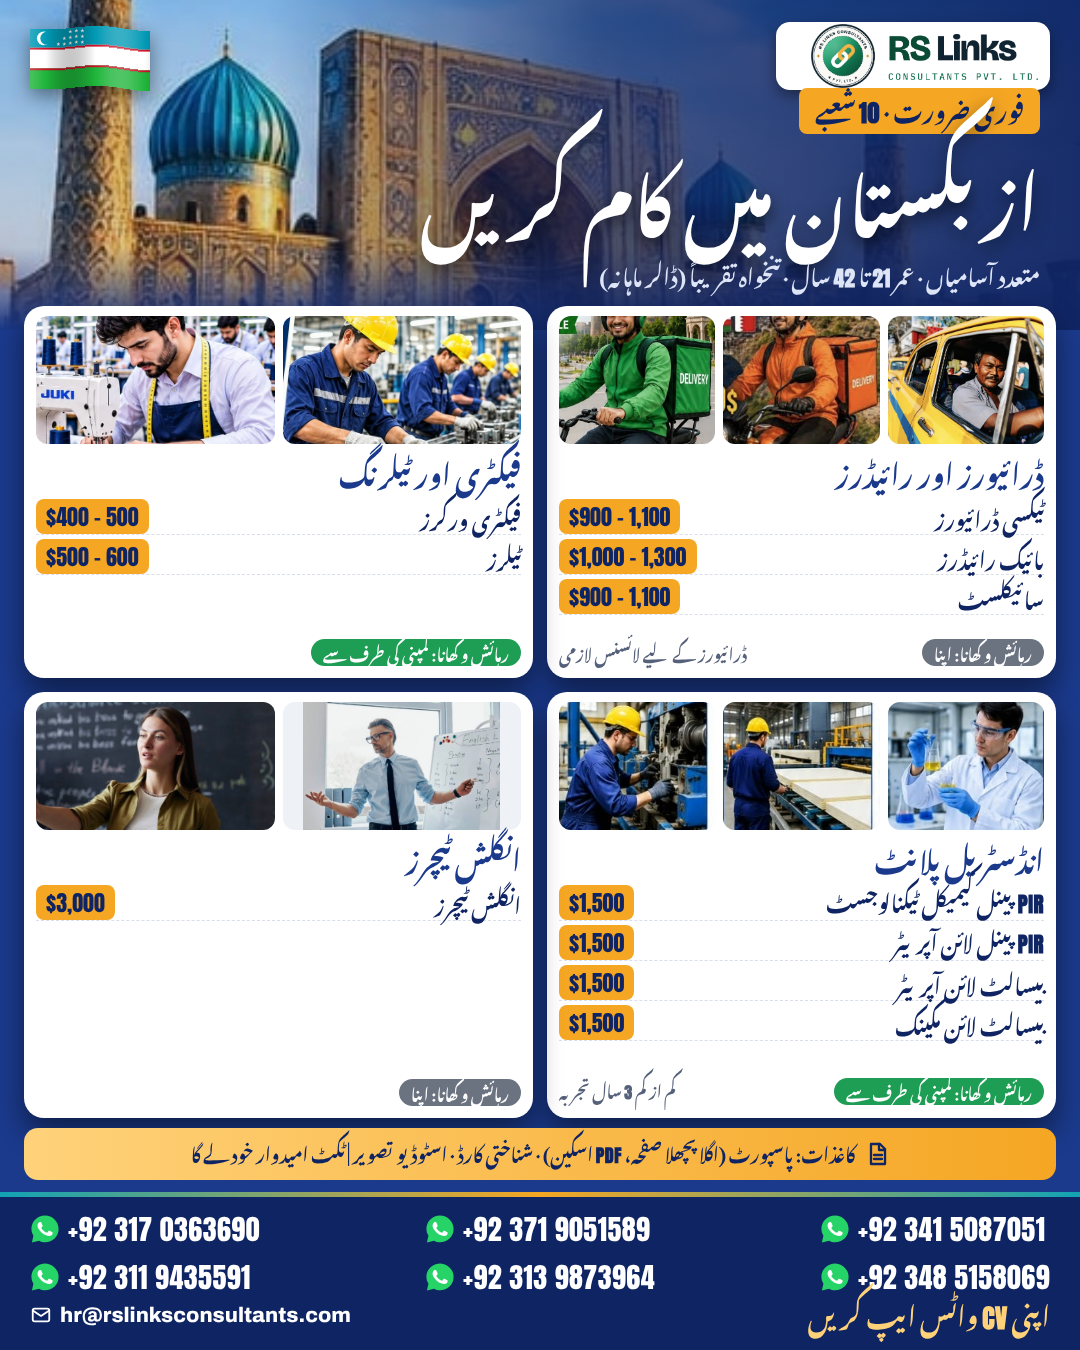 RS Links
CONSULTANTS PVT. LTD.
فوری ضرورت · 10 شعبے
ازبکستان میں کام کریں
متعدد آسامیاں · عمر 21 تا 42 سال · تنخواہ تقریباً (ڈالر ماہانہ)
DELIVERY
DELIVERY
ڈرائیورز اور رائیڈرز
ٹیکسی ڈرائیورز $900 - 1,100
بائیک رائیڈرز $1,000 - 1,300
سائیکلسٹ $900 - 1,100
رہائش و کھانا: اپنا
ڈرائیورز کے لیے لائسنس لازمی
JUKI
فیکٹری اور ٹیلرنگ
فیکٹری ورکرز $400 - 500
ٹیلرز $500 - 600
رہائش و کھانا: کمپنی کی طرف سے
انڈسٹریل پلانٹ
PIR پینل کیمیکل ٹیکنالوجسٹ $1,500
PIR پینل لائن آپریٹر $1,500
بیسالٹ لائن آپریٹر $1,500
بیسالٹ لائن مکینک $1,500
رہائش و کھانا: کمپنی کی طرف سے
کم از کم 3 سال تجربہ
انگلش ٹیچرز
انگلش ٹیچرز $3,000
رہائش و کھانا: اپنا
کاغذات: پاسپورٹ (اگلا پچھلا صفحہ، PDF اسکین) · شناختی کارڈ · اسٹوڈیو تصویر | ٹکٹ امیدوار خود لے گا
+92 317 0363690
+92 371 9051589
+92 341 5087051
+92 311 9435591
+92 313 9873964
+92 348 5158069
hr@rslinksconsultants.com
اپنی CV واٹس ایپ کریں